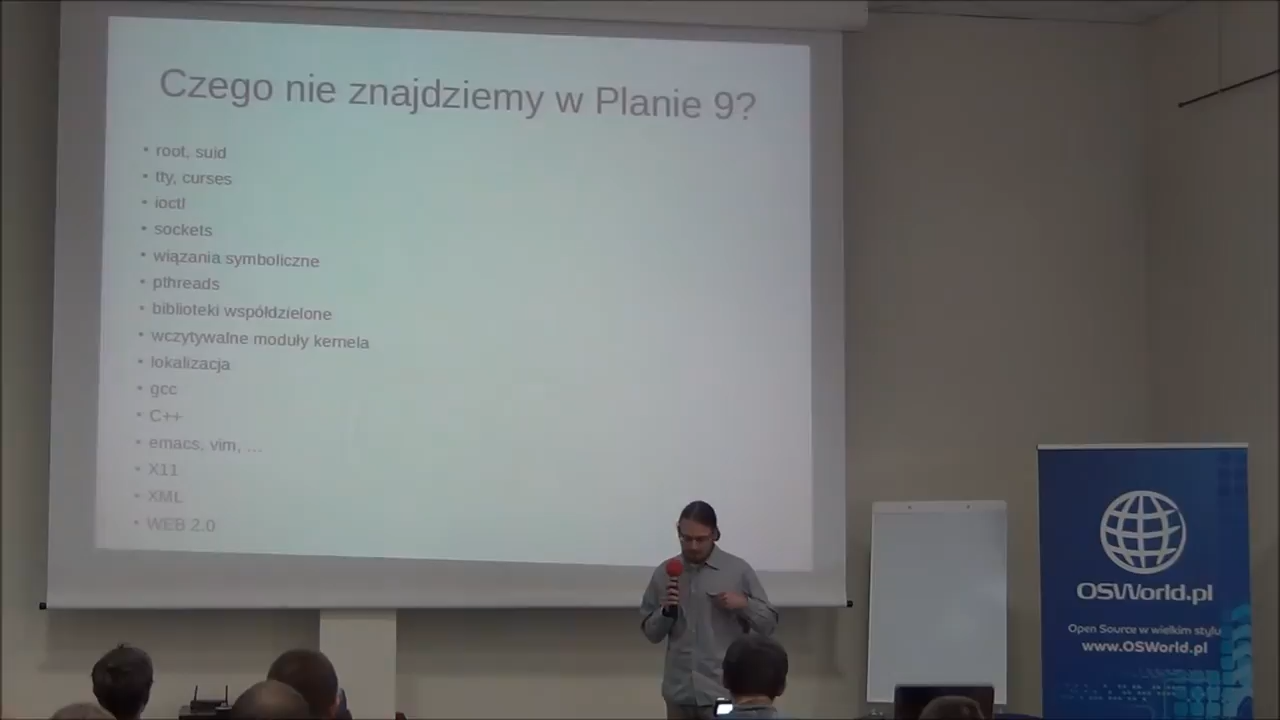 Czego nie znajdziemy w Planie 9?
• root, suid
• tty, curses
• ioctl
• sockets
• wiązania symboliczne
• pthreads
• biblioteki współdzielone
• wczytywalne moduły kernela
• lokalizacja
• gcc
• C++
• emacs, vim, ...
• X11
• XML
• WEB 2.0
OSWorld.pl
Open Source w wielkim stylu
www.OSWorld.pl